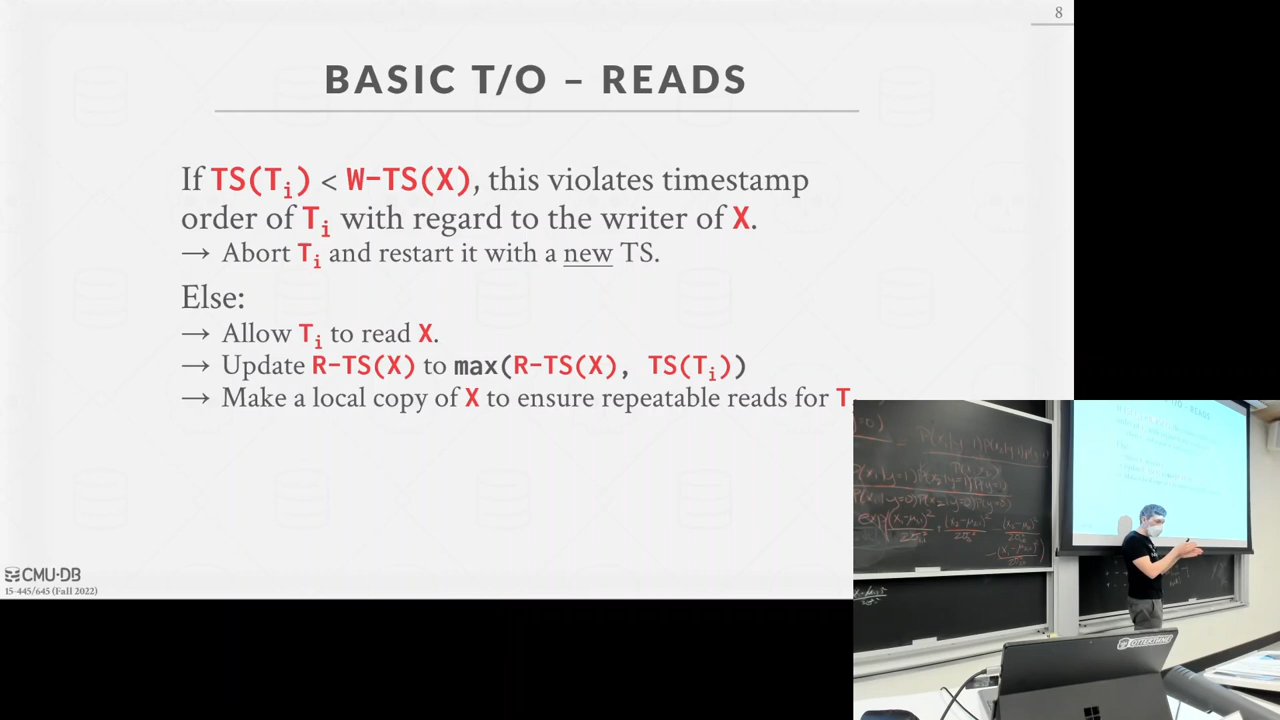 8
BASIC T/O – READS
If TS(Ti) < W-TS(X), this violates timestamp
order of Ti with regard to the writer of X.
→ Abort Ti and restart it with a new TS.
Else:
→ Allow Ti to read X.
→ Update R-TS(X) to max(R-TS(X), TS(Ti))
→ Make a local copy of X to ensure repeatable reads for T
CMU·DB
15-445/645 (Fall 2022)